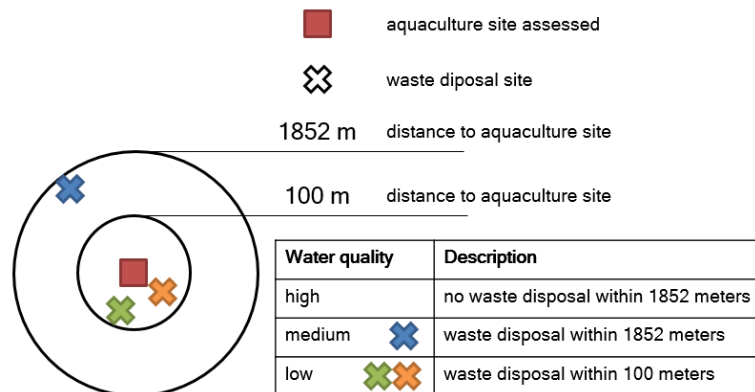 aquaculture site assessed
waste diposal site
1852 m distance to aquaculture site
100 m distance to aquaculture site
Water quality Description
high no waste disposal within 1852 meters
medium waste disposal within 1852 meters
low waste disposal within 100 meters